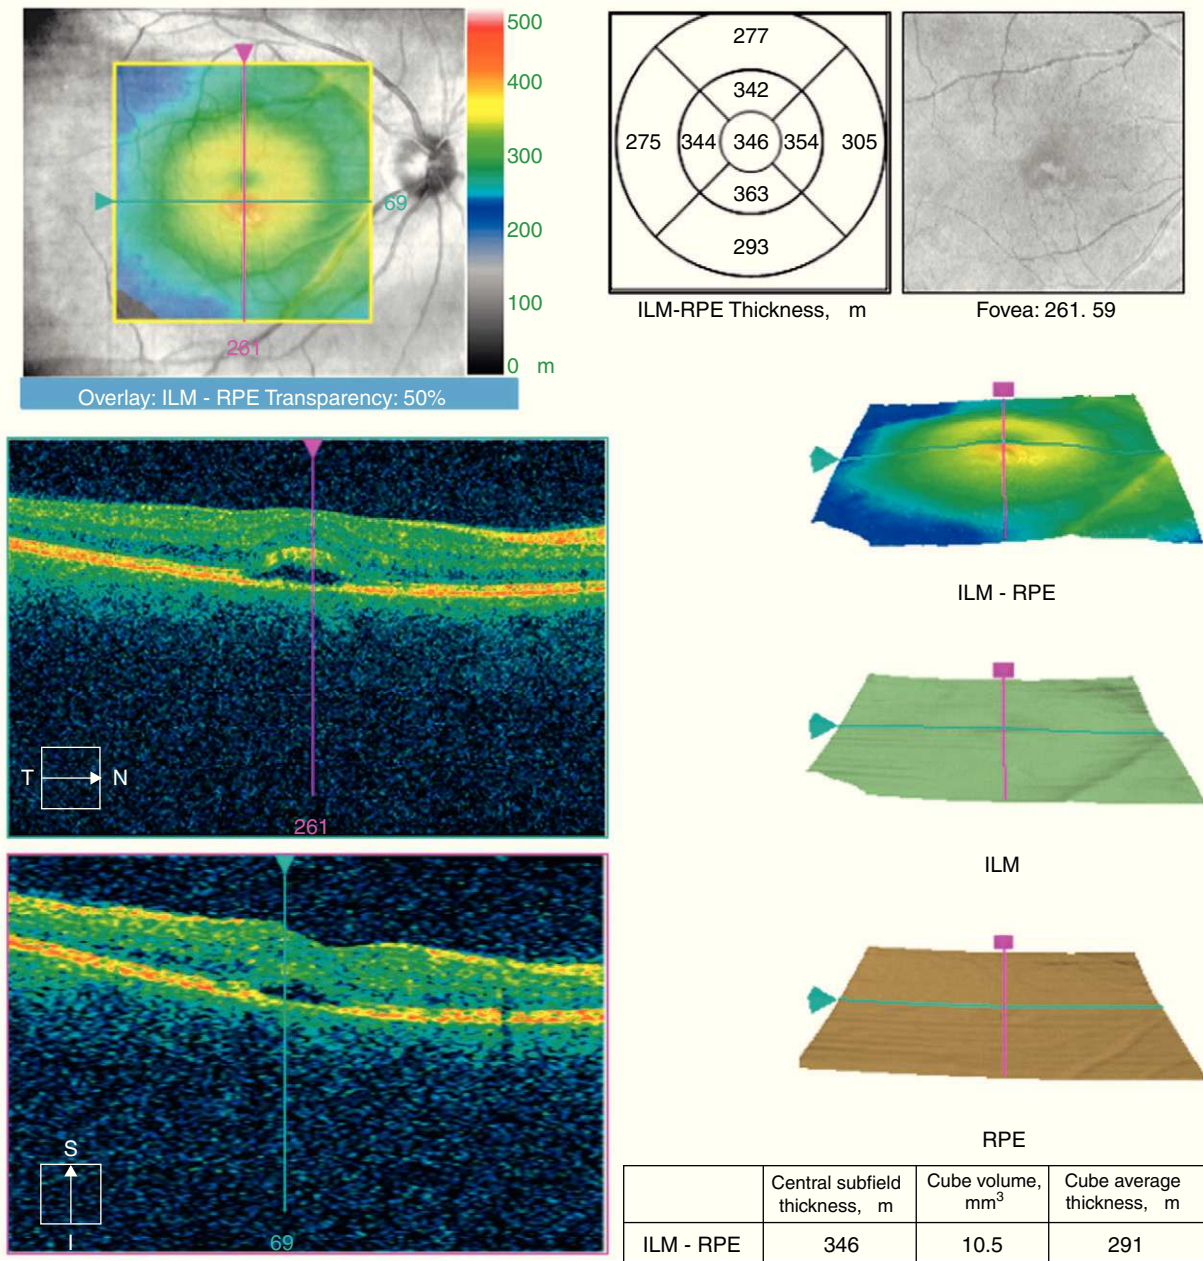 500
400
300
200
100
0 m
69
261
Overlay: ILM - RPE Transparency: 50%
277
342
275 344 346 354 305
363
293
ILM-RPE Thickness, m
Fovea: 261. 59
T N
261
S
I
69
ILM - RPE
ILM
RPE
Central subfield thickness, m
Cube volume, mm³
Cube average thickness, m
ILM - RPE 346 10.5 291